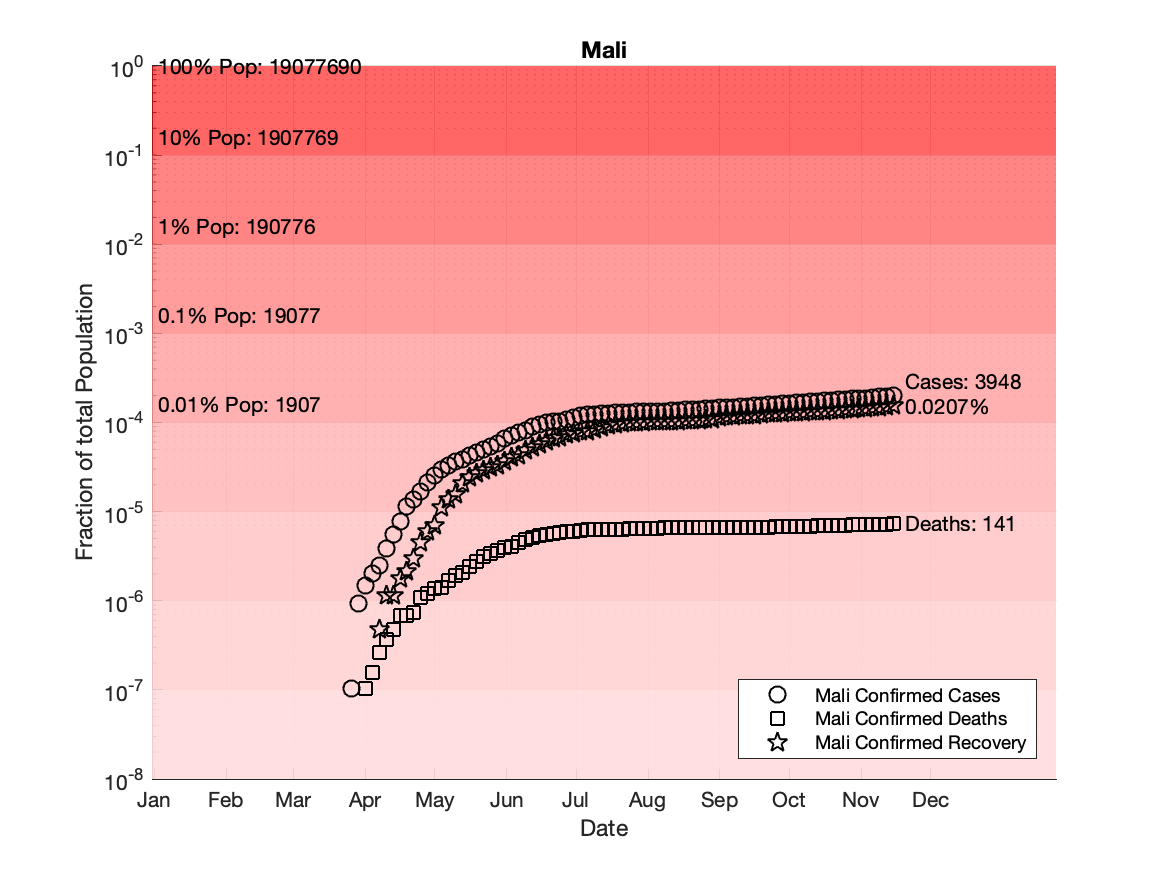 Mali
10^0
100% Pop: 19077690
10% Pop: 1907769
10^-1
1% Pop: 190776
10^-2
0.1% Pop: 19077
10^-3
Cases: 3948
0.01% Pop: 1907
0.0207%
10^-4
10^-5
Deaths: 141
10^-6
10^-7
10^-8
Fraction of total Population
Mali Confirmed Cases
Mali Confirmed Deaths
Mali Confirmed Recovery
Jan Feb Mar Apr May Jun Jul Aug Sep Oct Nov Dec
Date